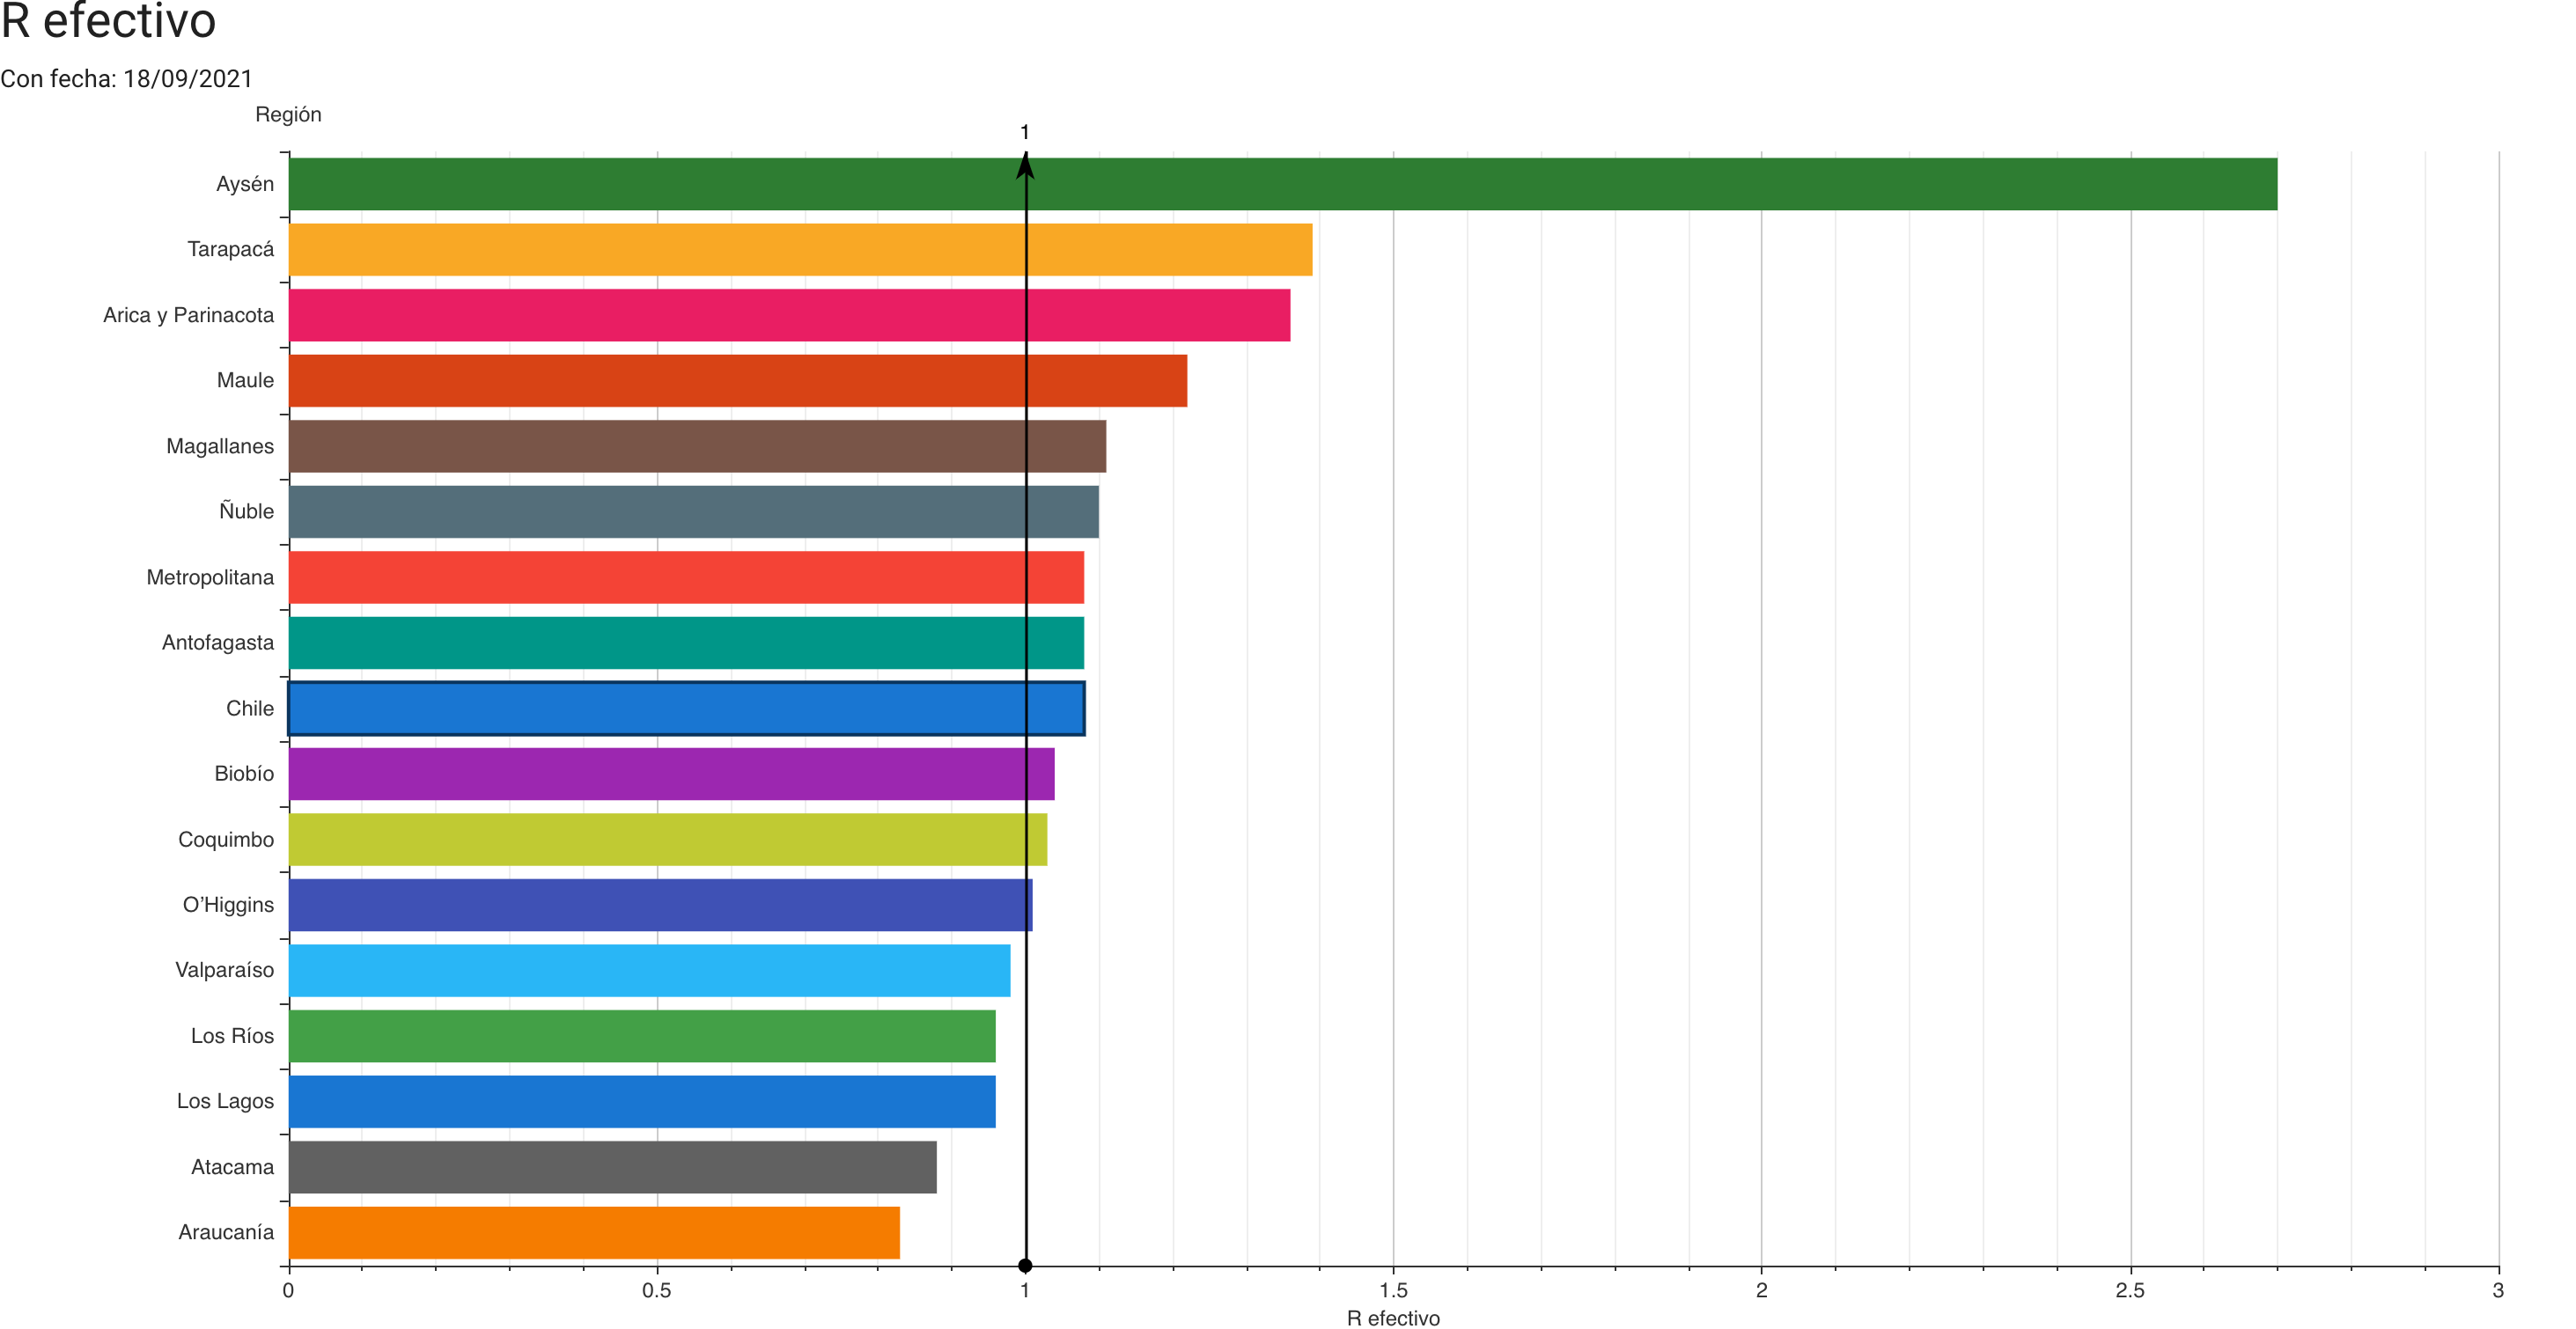 R efectivo
Con fecha: 18/09/2021
Región
1
Aysén
Tarapacá
Arica y Parinacota
Maule
Magallanes
Ñuble
Metropolitana
Antofagasta
Chile
Biobío
Coquimbo
O’Higgins
Valparaíso
Los Ríos
Los Lagos
Atacama
Araucanía
0 0.5 1 1.5 2 2.5 3
R efectivo